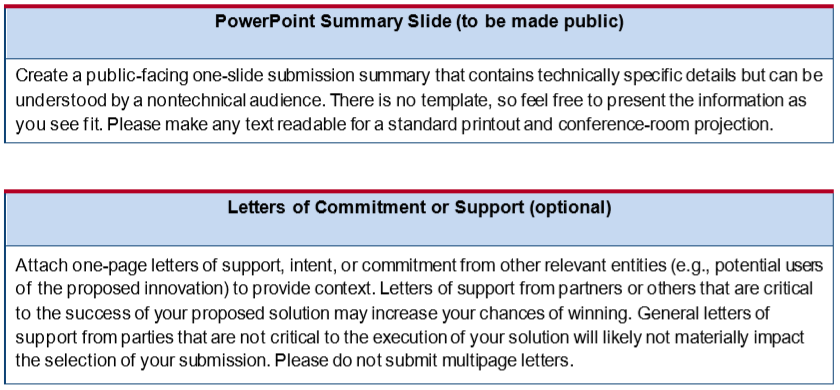 PowerPoint Summary Slide (to be made public)
Create a public-facing one-slide submission summary that contains technically specific details but can be
understood by a nontechnical audience. There is no template, so feel free to present the information as
you see fit. Please make any text readable for a standard printout and conference-room projection.
Letters of Commitment or Support (optional)
Attach one-page letters of support, intent, or commitment from other relevant entities (e.g., potential users
of the proposed innovation) to provide context. Letters of support from partners or others that are critical
to the success of your proposed solution may increase your chances of winning. General letters of
support from parties that are not critical to the execution of your solution will likely not materially impact
the selection of your submission. Please do not submit multipage letters.